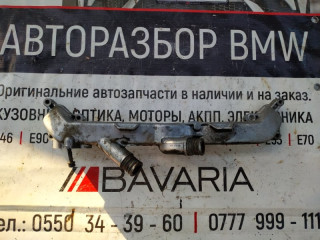 АВТОРАЗБОР BMW
Оригинальные автозапчасти в наличии и на заказ.
КУЗОВНЫЕ, ОПТИКА, МОТОРЫ, АКПП,
E46 | E90 E53 | E70
BAVARIA
Тел.: 0550 34-39-60 | 0777 999-111